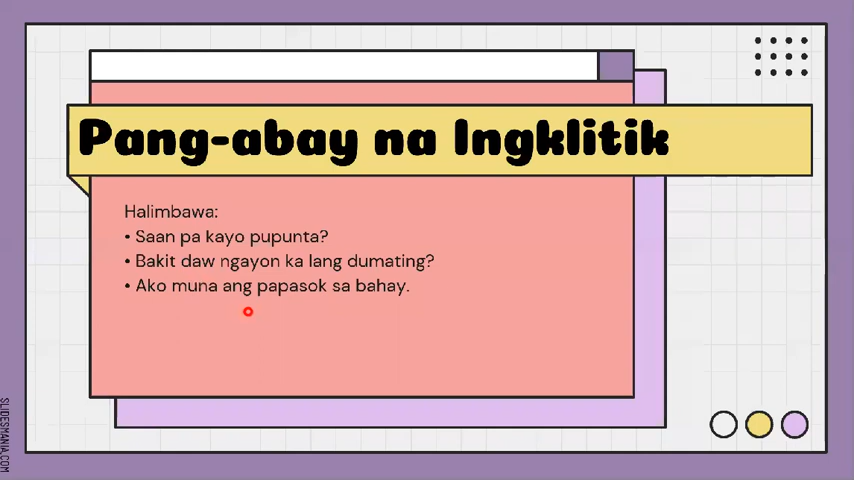 Pang-abay na Ingklitik
Halimbawa:
• Saan pa kayo pupunta?
• Bakit daw ngayon ka lang dumating?
• Ako muna ang papasok sa bahay.
SLIDESMANIA.COM